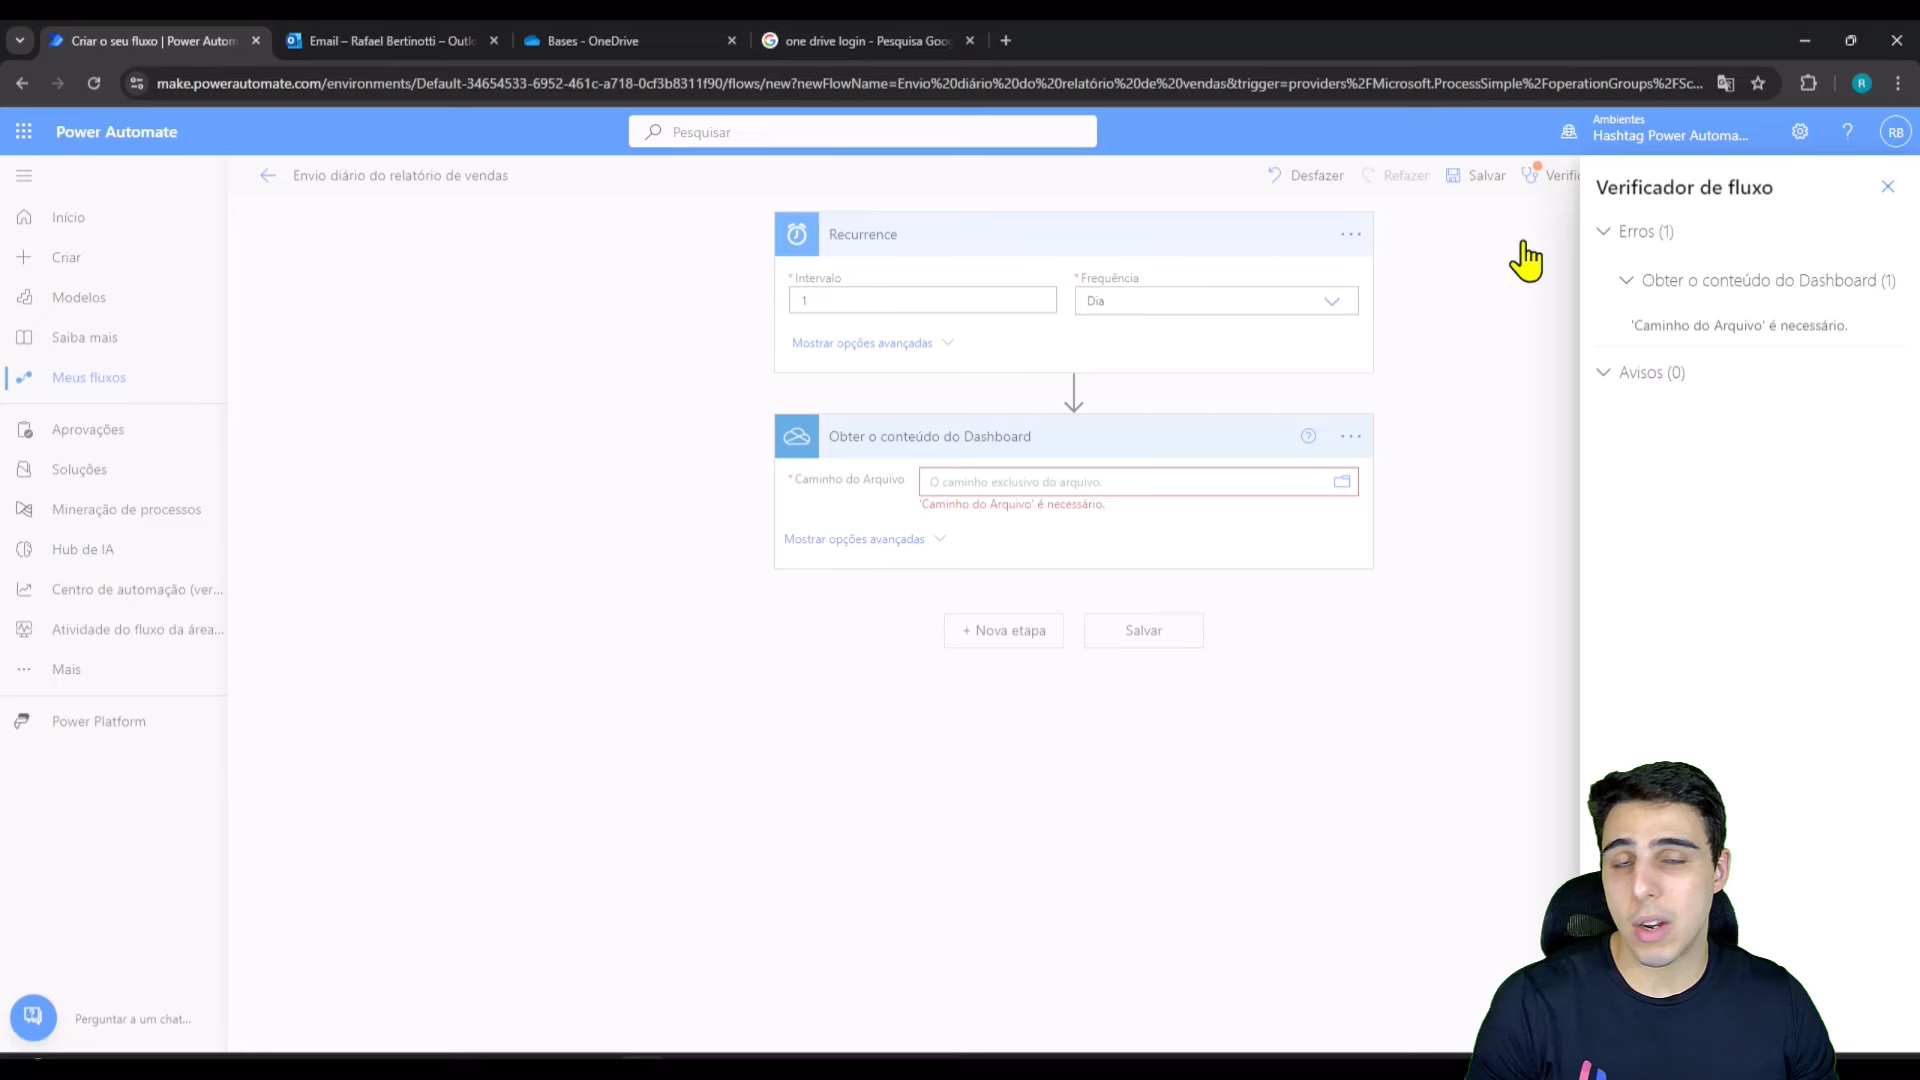 Criar o seu fluxo | Power Autom
Email – Rafael Bertinotti – Outl
Bases - OneDrive
one drive login - Pesquisa Goo
make.powerautomate.com/environments/Default-34654533-6952-461c-a718-0cf3b8311f90/flows/new?newFlowName=Envio%20diário%20do%20relatório%20de%20vendas&trigger=providers%2FMicrosoft.ProcessSimple%2FoperationGroups%2FSc...
R
Power Automate
Pesquisar
Ambientes
Hashtag Power Automa...
?
RB
Envio diário do relatório de vendas
Desfazer
Refazer
Salvar
Verific
Início
Criar
Modelos
Saiba mais
Meus fluxos
Aprovações
Soluções
Mineração de processos
Hub de IA
Centro de automação (ver...
Atividade do fluxo da área...
Mais
Power Platform
Perguntar a um chat...
Recurrence
* Intervalo
* Frequência
1
Dia
Mostrar opções avançadas
Obter o conteúdo do Dashboard
* Caminho do Arquivo
O caminho exclusivo do arquivo.
'Caminho do Arquivo' é necessário.
Mostrar opções avançadas
+ Nova etapa
Salvar
Verificador de fluxo
Erros (1)
Obter o conteúdo do Dashboard (1)
'Caminho do Arquivo' é necessário.
Avisos (0)